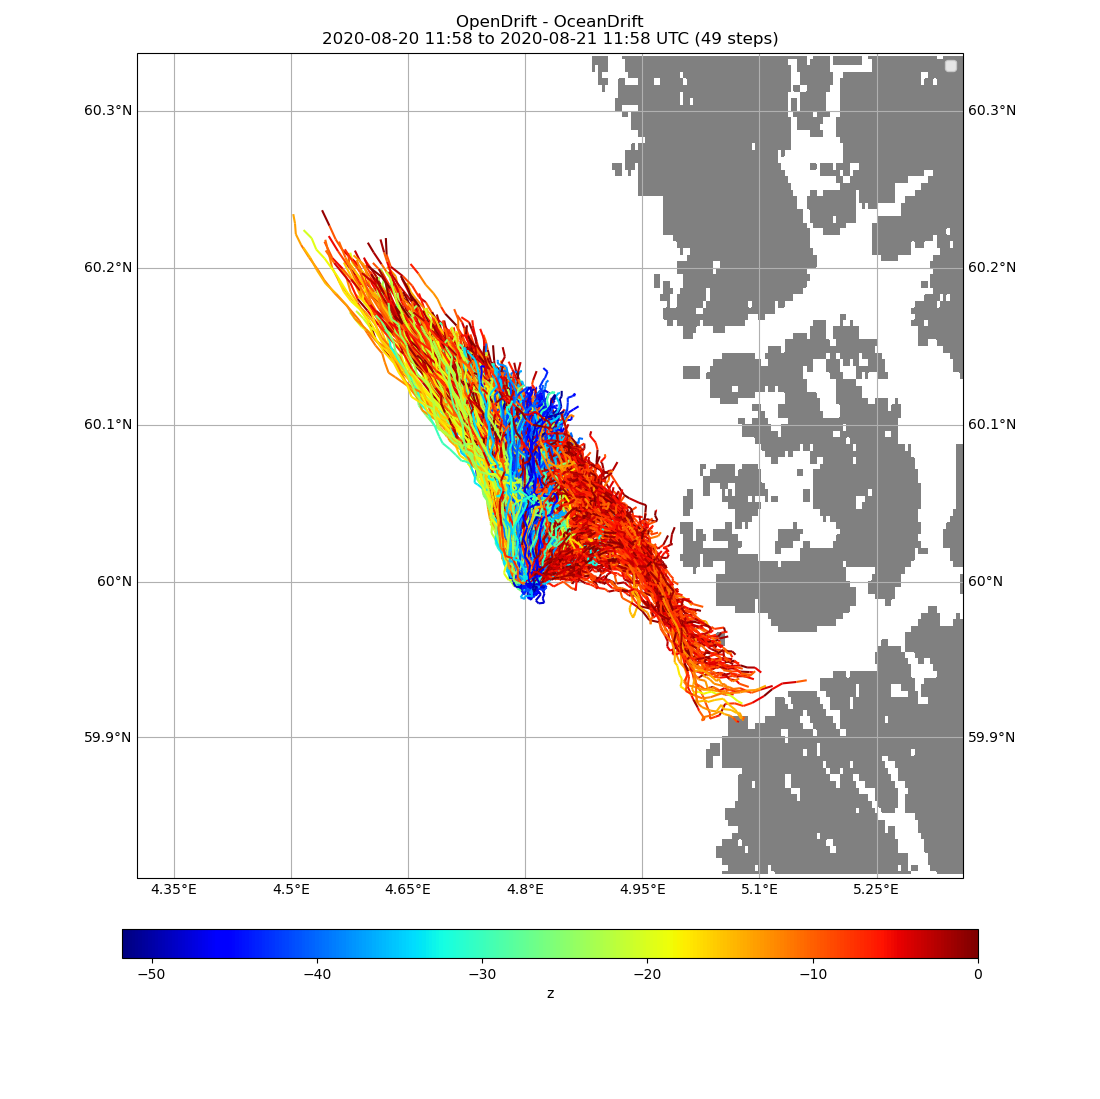 OpenDrift - OceanDrift
2020-08-20 11:58 to 2020-08-21 11:58 UTC (49 steps)
60.3°N 60.3°N
60.2°N 60.2°N
60.1°N 60.1°N
60°N 60°N
59.9°N 59.9°N
4.35°E 4.5°E 4.65°E 4.8°E 4.95°E 5.1°E 5.25°E
−50 −40 −30 −20 −10 0
z